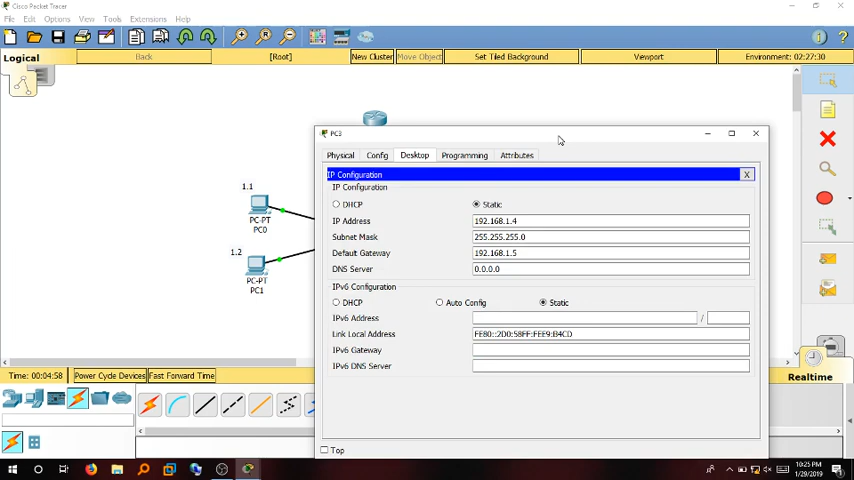 Cisco Packet Tracer
File Edit Options View Tools Extensions Help
Logical Back [Root] New Cluster Move Object Set Tiled Background Viewport Environment: 02:27:30
PC3
Physical Config Desktop Programming Attributes
IP Configuration X
IP Configuration
DHCP Static
IP Address 192.168.1.4
Subnet Mask 255.255.255.0
Default Gateway 192.168.1.5
DNS Server 0.0.0.0
IPv6 Configuration
DHCP Auto Config Static
IPv6 Address /
Link Local Address FE80::2D0:58FF:FEE9:B4CD
IPv6 Gateway
IPv6 DNS Server
Top
1.1
PC-PT
PC0
1.2
PC-PT
PC1
Time: 00:04:58 Power Cycle Devices Fast Forward Time Realtime
10:25 PM
1/29/2019